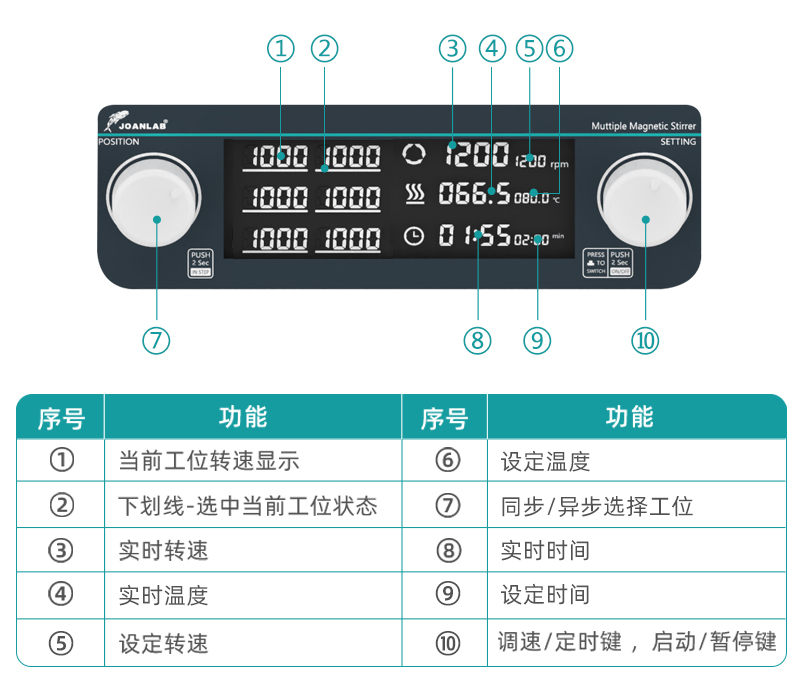 ① ② ③ ④ ⑤ ⑥
JOANLAB®
Muttiple Magnetic Stirrer
POSITION
SETTING
1000 1000 1200 1200 rpm
1000 1000 066.5 080.0 ℃
1000 1000 01:55 02:00 min
PUSH
2 Sec
IN STEP
PRESS
TO
SWITCH
PUSH
2 Sec
ON/OFF
⑦ ⑧ ⑨ ⑩
序号 功能 序号 功能
① 当前工位转速显示 ⑥ 设定温度
② 下划线-选中当前工位状态 ⑦ 同步/异步选择工位
③ 实时转速 ⑧ 实时时间
④ 实时温度 ⑨ 设定时间
⑤ 设定转速 ⑩ 调速/定时键，启动/暂停键